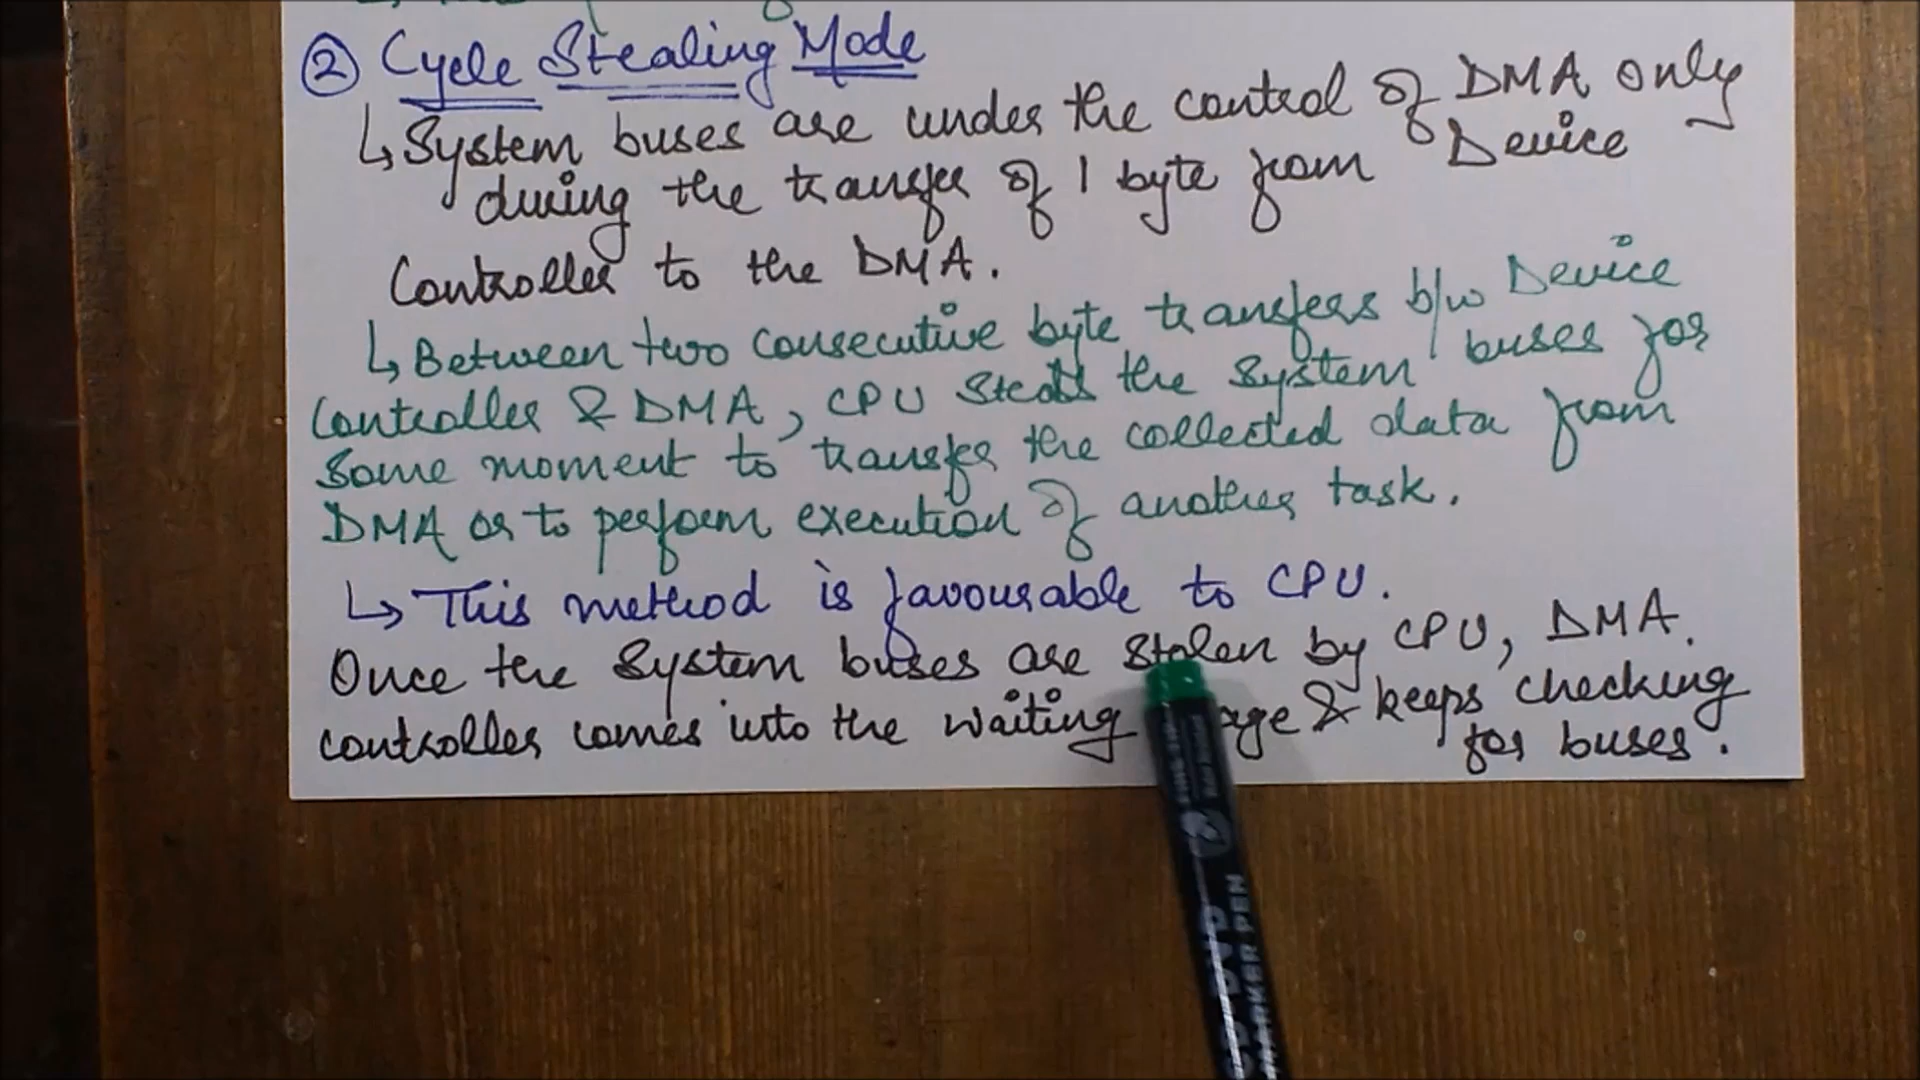 ② Cycle Stealing Mode
↳ System buses are under the control of DMA only
during the transfer of 1 byte from Device
Controller to the DMA.
↳ Between two consecutive byte transfers b/w Device
Controller & DMA, CPU steals the System buses for
some moment to transfer the collected data from
DMA or to perform execution of another task.
↳ This method is favourable to CPU.
Once the System buses are stolen by CPU, DMA.
controller comes into the waiting & keeps checking
for buses.
MARKER PEN